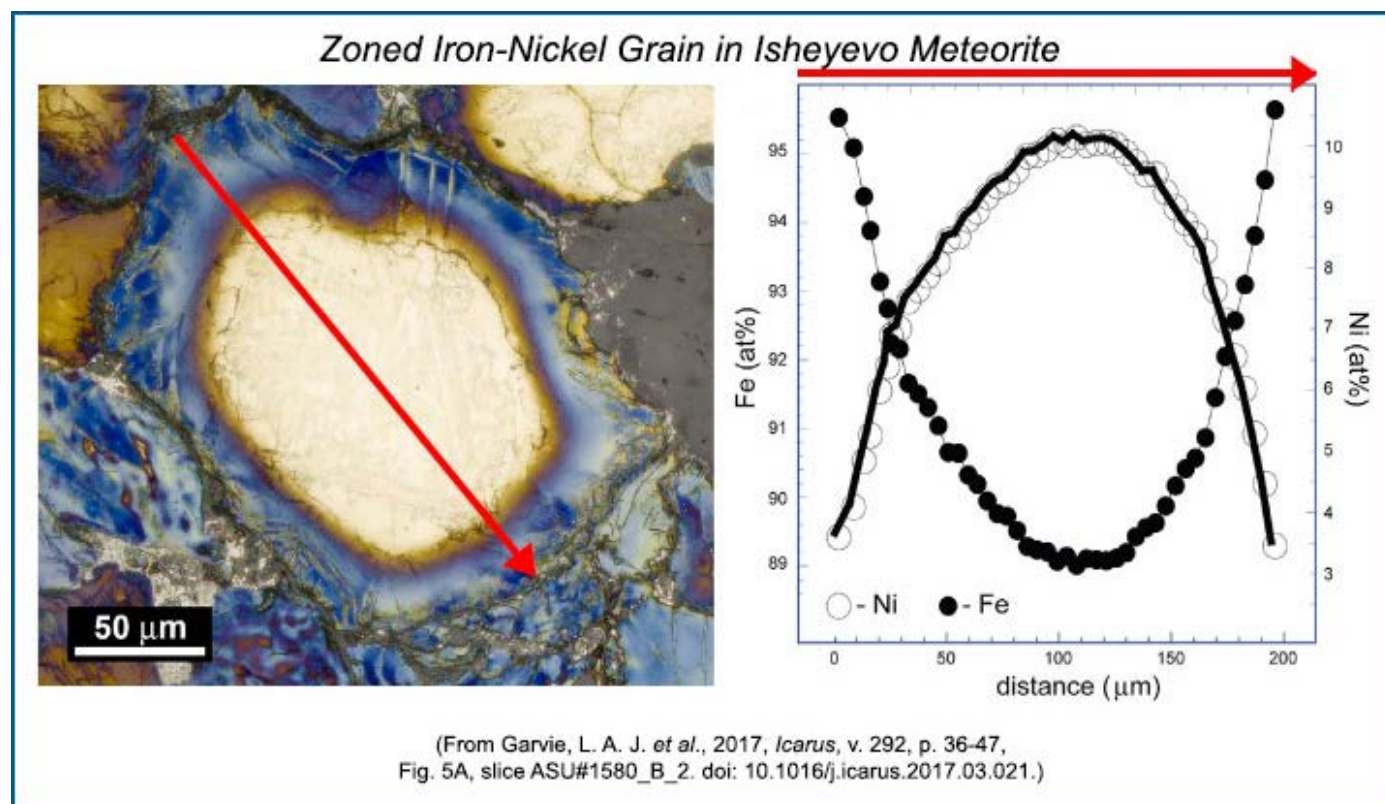 Zoned Iron-Nickel Grain in Isheyevo Meteorite
50 μm
Fe (at%)
95
94
93
92
91
90
89
Ni (at%)
10
9
8
7
6
5
4
3
○- Ni ●- Fe
0 50 100 150 200
distance (μm)
(From Garvie, L. A. J. et al., 2017, Icarus, v. 292, p. 36-47,
Fig. 5A, slice ASU#1580_B_2. doi: 10.1016/j.icarus.2017.03.021.)